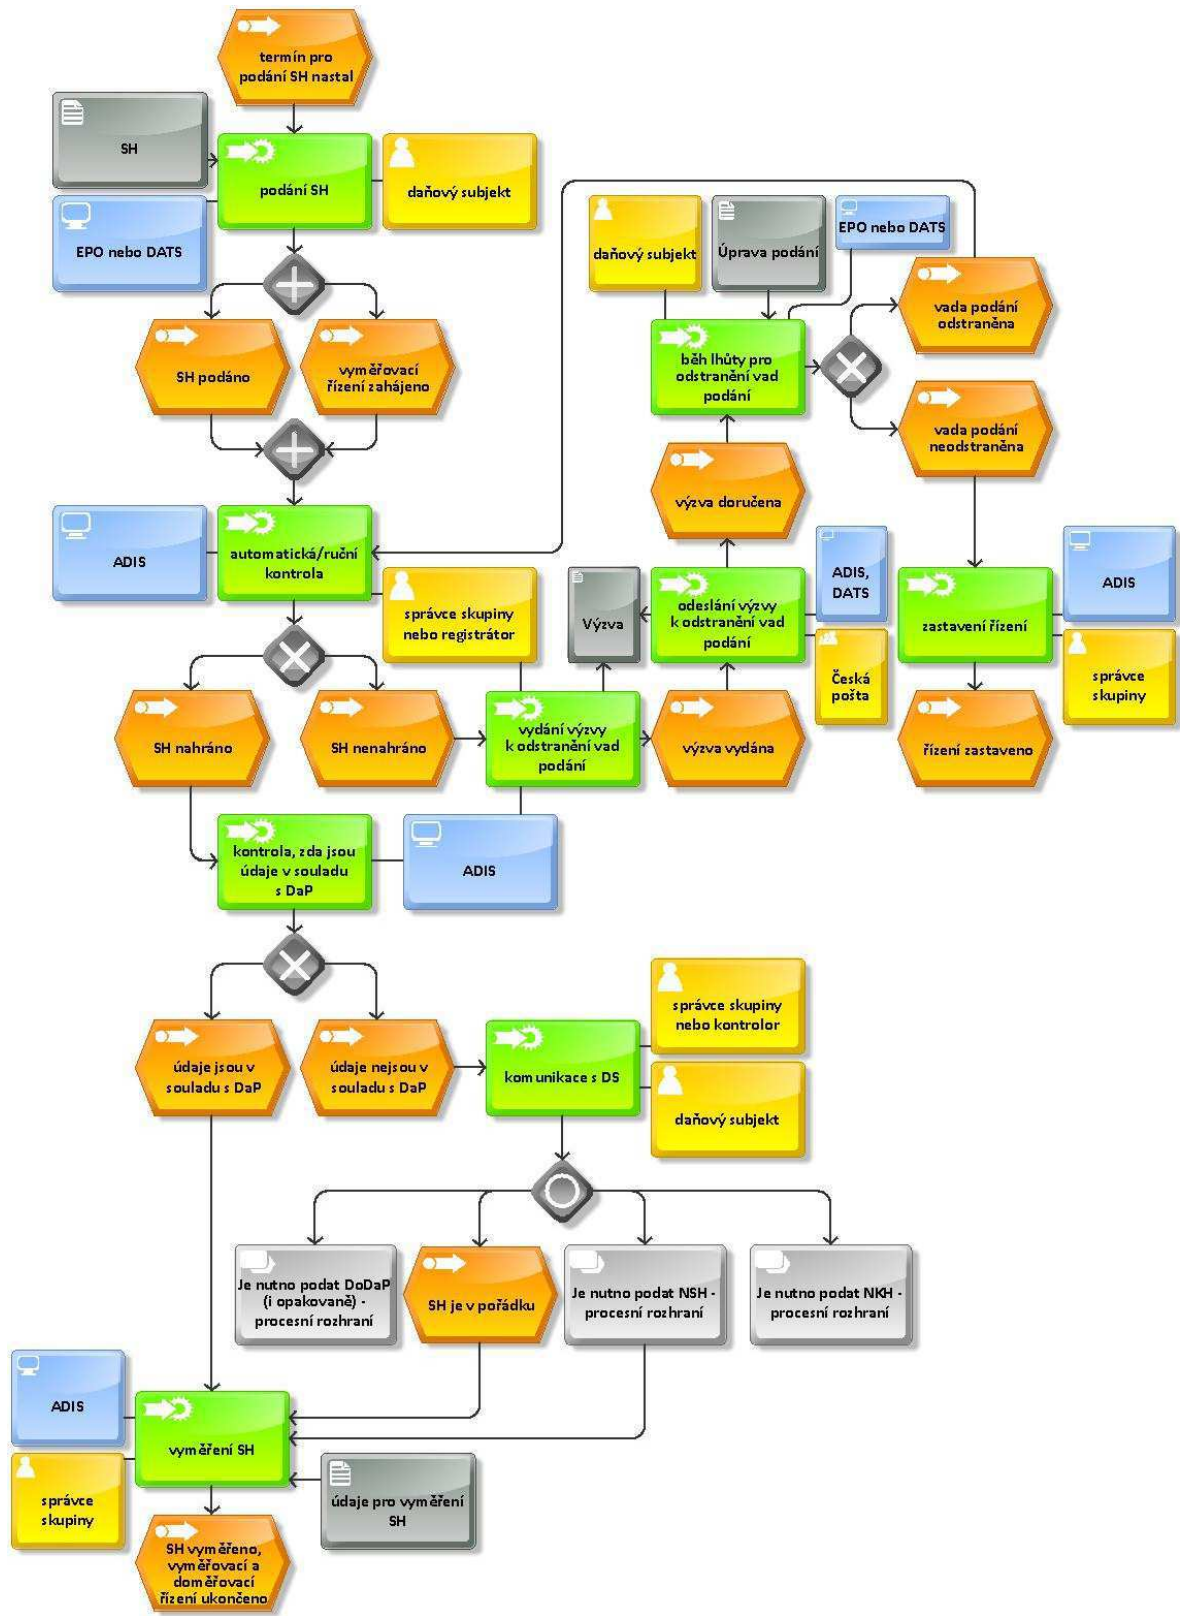 termín pro
podání SH nastal
SH
podání SH
daňový subjekt
EPO nebo DATS
SH podáno
vyměřovací
řízení zahájeno
daňový subjekt
Úprava podání
EPO nebo DATS
vada podání
odstraněna
běh lhůty pro
odstranění vad
podání
vada podání
neodstraněna
výzva doručena
ADIS
automatická/ruční
kontrola
správce skupiny
nebo registrátor
Výzva
odeslání výzvy
k odstranění vad
podání
ADIS,
DATS
Česká
pošta
zastavení řízení
ADIS
správce
skupiny
SH nahráno
SH nenahráno
vydání výzvy
k odstranění vad
podání
výzva vydána
řízení zastaveno
kontrola, zda jsou
údaje v souladu
s DaP
ADIS
údaje jsou v
souladu s DaP
údaje nejsou v
souladu s DaP
komunikace s DS
správce skupiny
nebo kontrolor
daňový subjekt
Je nutno podat DoDaP
(i opakovaně) -
procesní rozhraní
SH je v pořádku
Je nutno podat NSH -
procesní rozhraní
Je nutno podat NKH -
procesní rozhraní
ADIS
vyměření SH
správce
skupiny
údaje pro vyměření
SH
SH vyměřeno,
vyměřovací a
doměřovací
řízení ukončeno